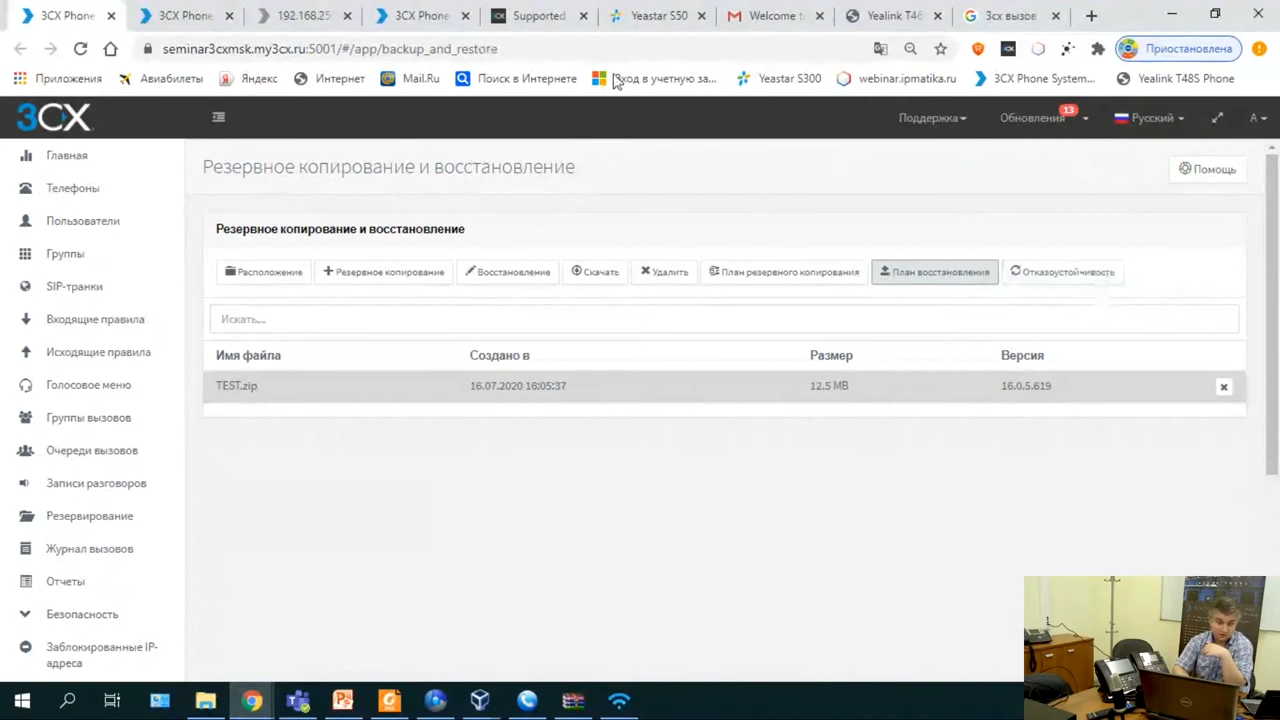 3CX Phone
3CX Phone
192.168.25
3CX Phone
Supported
Yeastar S50
Welcome t
Yealink T46
3сх вызов
seminar3cxmsk.my3cx.ru:5001/#/app/backup_and_restore
Приостановлена
Приложения
Авиабилеты
Яндекс
Интернет
Mail.Ru
Поиск в Интернете
Вход в учетную за...
Yeastar S300
webinar.ipmatika.ru
3CX Phone System...
Yealink T48S Phone
3CX
Поддержка
Обновления
13
Русский
A
Главная
Телефоны
Пользователи
Группы
SIP-транки
Входящие правила
Исходящие правила
Голосовое меню
Группы вызовов
Очереди вызовов
Записи разговоров
Резервирование
Журнал вызовов
Отчеты
Безопасность
Заблокированные IP-
адреса
Резервное копирование и восстановление
Помощь
Резервное копирование и восстановление
Расположение
Резервное копирование
Восстановление
Скачать
Удалить
План резервного копирования
План восстановления
Отказоустойчивость
Искать...
Имя файла
Создано в
Размер
Версия
TEST.zip
16.07.2020 16:05:37
12.5 MB
16.0.5.619